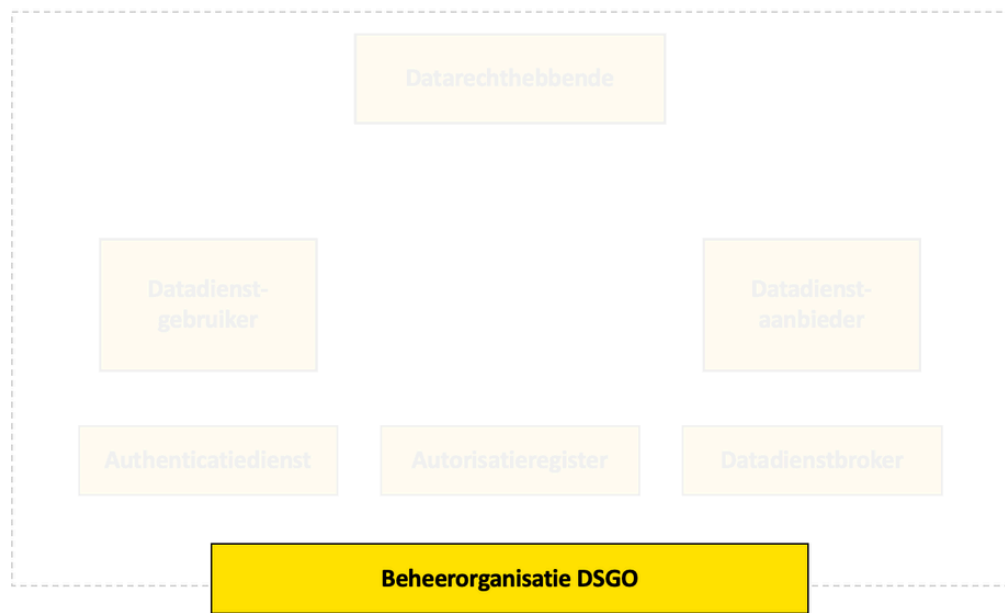 Datarechthebbende
Datadienst-
gebruiker
Datadienst-
aanbieder
Authenticatiedienst
Autorisatieregister
Datadienstbroker
Beheerorganisatie DSGO